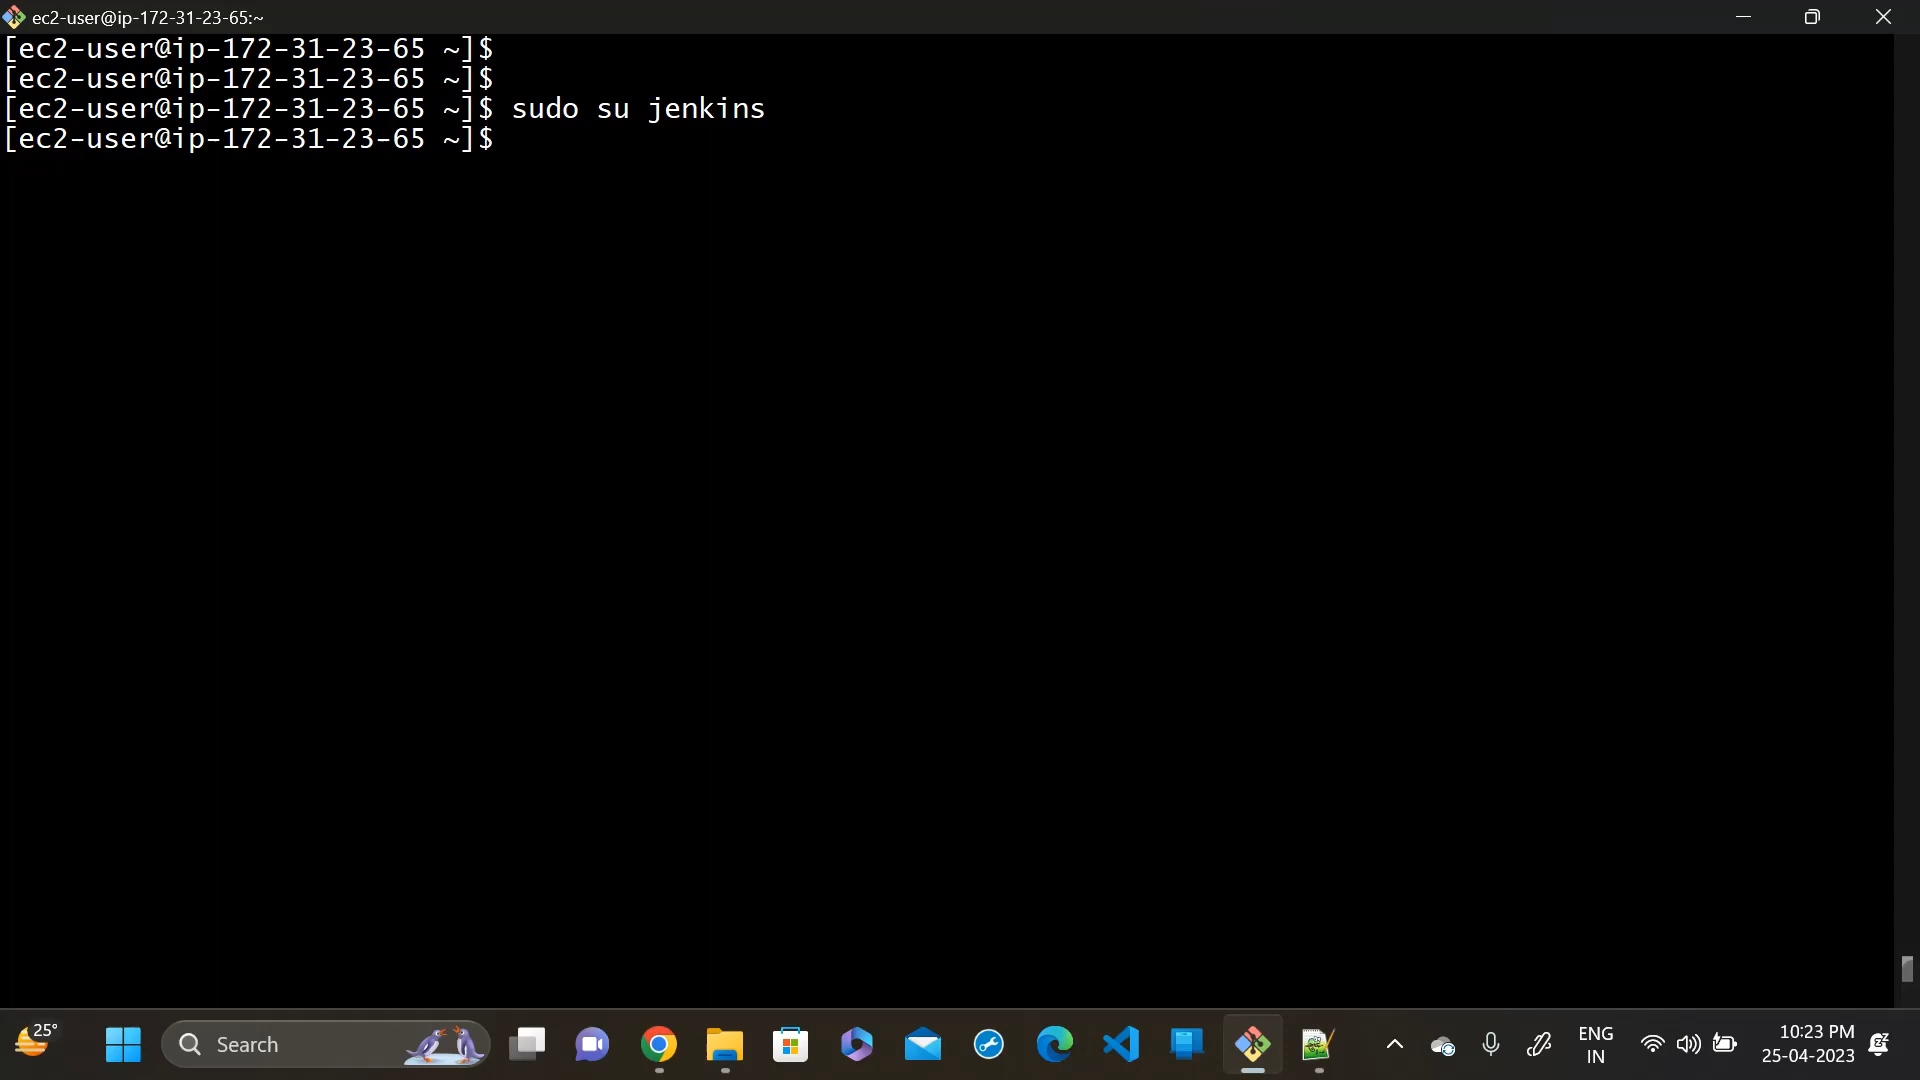 ec2-user@ip-172-31-23-65:~
[ec2-user@ip-172-31-23-65 ~]$
[ec2-user@ip-172-31-23-65 ~]$
[ec2-user@ip-172-31-23-65 ~]$ sudo su jenkins
[ec2-user@ip-172-31-23-65 ~]$
25°
Search
ENG
IN
10:23 PM
25-04-2023